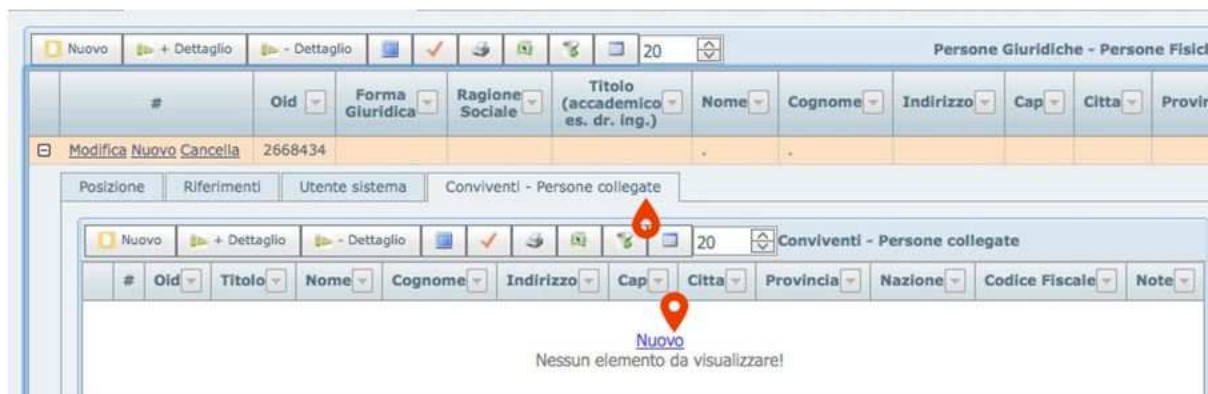 Nuovo + Dettaglio - Dettaglio 20 Persone Giuridiche - Persone Fisic
# Oid Forma Giuridica Ragione Sociale Titolo (accademico es. dr. ing.) Nome Cognome Indirizzo Cap Citta Provin
Modifica Nuovo Cancella 2668434 . .
Posizione Riferimenti Utente sistema Conviventi - Persone collegate
Nuovo + Dettaglio - Dettaglio 20 Conviventi - Persone collegate
# Oid Titolo Nome Cognome Indirizzo Cap Citta Provincia Nazione Codice Fiscale Note
Nuovo
Nessun elemento da visualizzare!